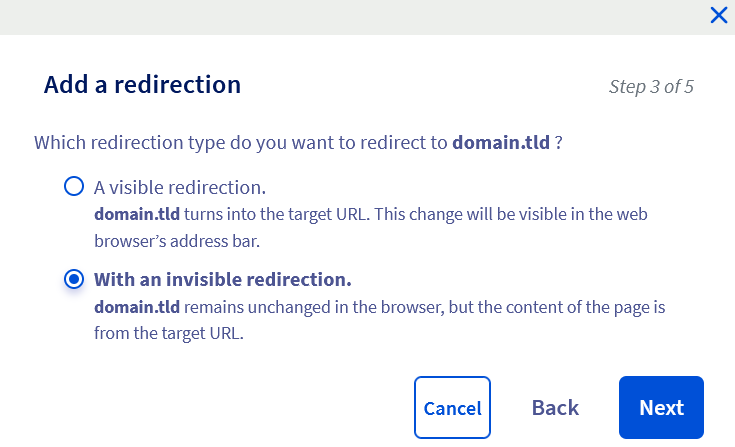 Add a redirection
Step 3 of 5
Which redirection type do you want to redirect to domain.tld ?
A visible redirection.
domain.tld turns into the target URL. This change will be visible in the web
browser’s address bar.
With an invisible redirection.
domain.tld remains unchanged in the browser, but the content of the page is
from the target URL.
Cancel
Back
Next